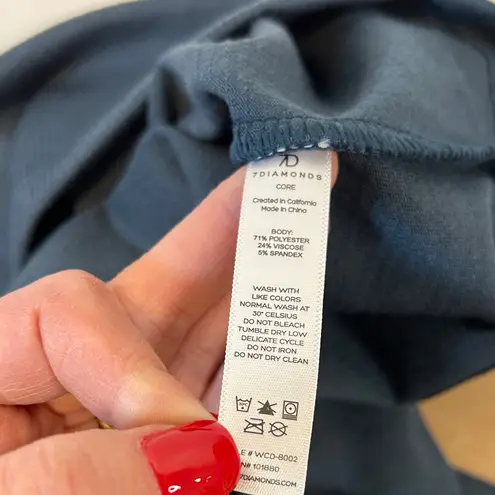 7D
7DIAMONDS
CORE
Created in California
Made in China
BODY:
71% POLYESTER
24% VISCOSE
5% SPANDEX
WASH WITH
LIKE COLORS
NORMAL WASH AT
30° CELSIUS
DO NOT BLEACH
TUMBLE DRY LOW
DELICATE CYCLE
DO NOT IRON
DO NOT DRY CLEAN
30°C
E # WCD-8002
N# 101880
7DIAMONDS.COM